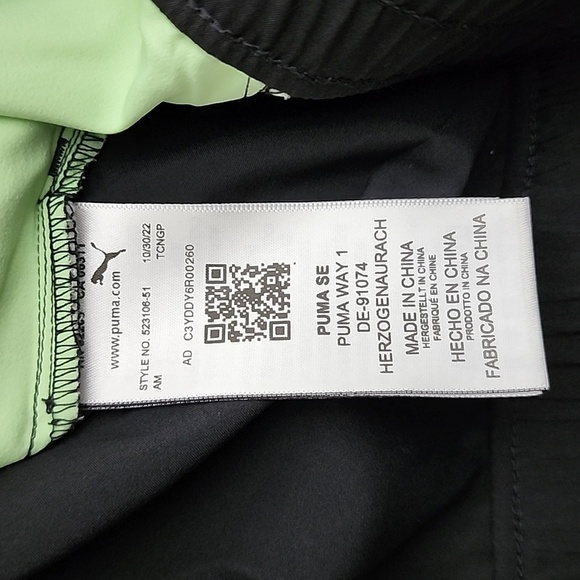 www.puma.com
STYLE NO. 523106-51 10/30/22
AM TCNGP
AD C3YDDY6R00260
PUMA SE
PUMA WAY 1
DE-91074
HERZOGENAURACH
MADE IN CHINA
HERGESTELLT IN CHINA
FABRIQUÉ EN CHINE
HECHO EN CHINA
PRODOTTO IN CINA
FABRICADO NA CHINA